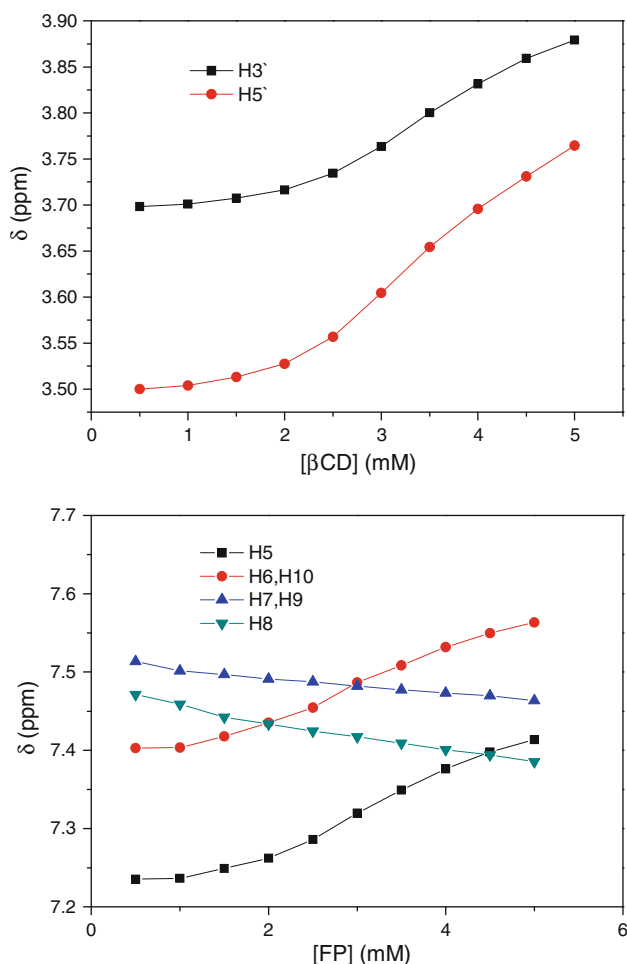 3.90
3.85
3.80
3.75
3.70
3.65
3.60
3.55
3.50
δ (ppm)
H3`
H5`
0 1 2 3 4 5
[βCD] (mM)
7.7
7.6
7.5
7.4
7.3
7.2
δ (ppm)
H5
H6,H10
H7,H9
H8
0 2 4 6
[FP] (mM)